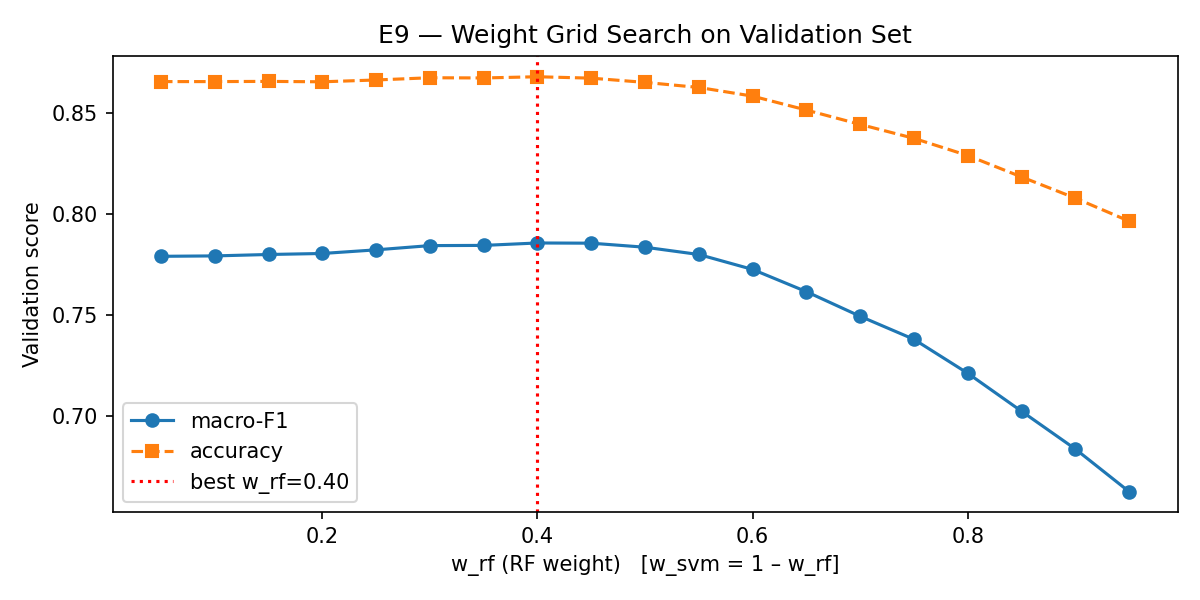 E9 — Weight Grid Search on Validation Set
Validation score
0.85
0.80
0.75
0.70
macro-F1
accuracy
best w_rf=0.40
0.2 0.4 0.6 0.8
w_rf (RF weight) [w_svm = 1 – w_rf]